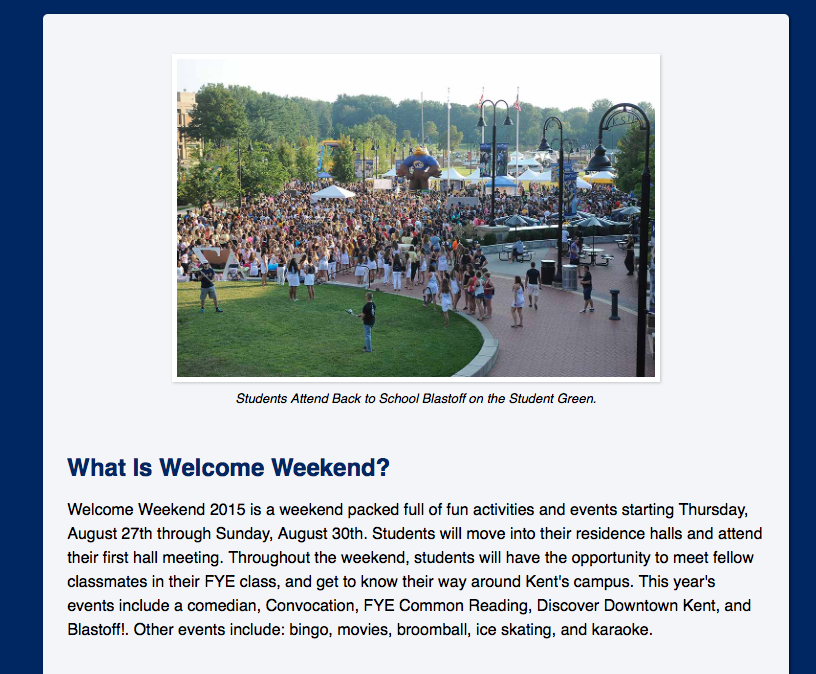 Students Attend Back to School Blastoff on the Student Green.
What Is Welcome Weekend?
Welcome Weekend 2015 is a weekend packed full of fun activities and events starting Thursday,
August 27th through Sunday, August 30th. Students will move into their residence halls and attend
their first hall meeting. Throughout the weekend, students will have the opportunity to meet fellow
classmates in their FYE class, and get to know their way around Kent's campus. This year's
events include a comedian, Convocation, FYE Common Reading, Discover Downtown Kent, and
Blastoff!. Other events include: bingo, movies, broomball, ice skating, and karaoke.